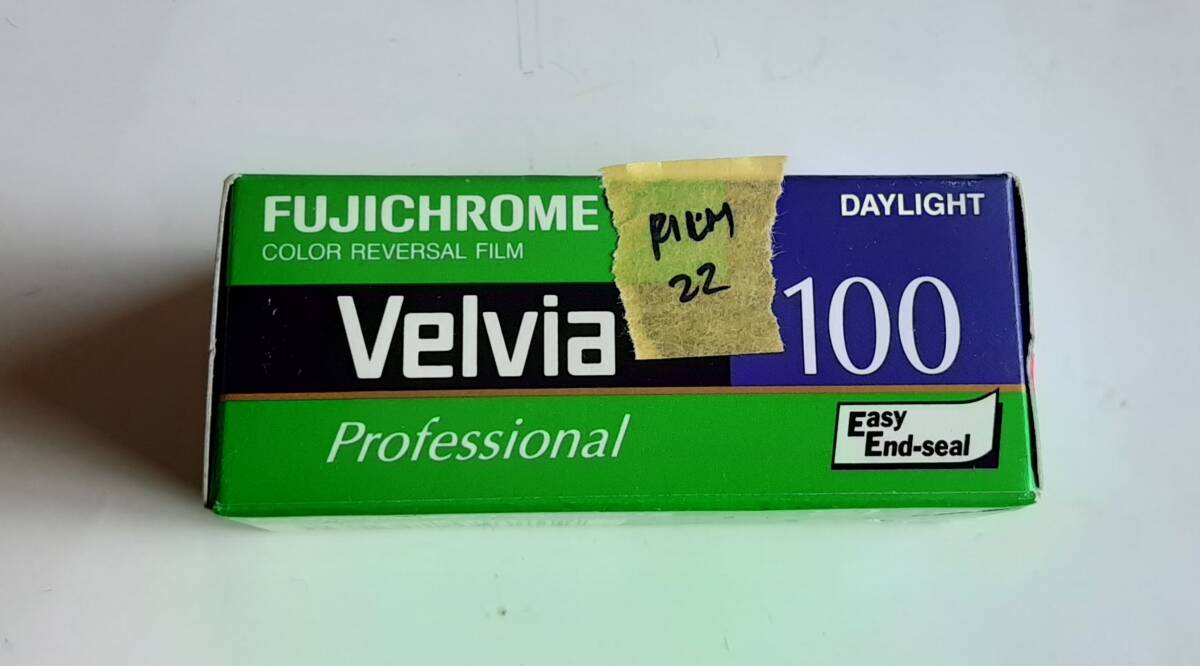 FUJICHROME
COLOR REVERSAL FILM
FILM
22
DAYLIGHT
Velvia
100
Professional
Easy
End-seal